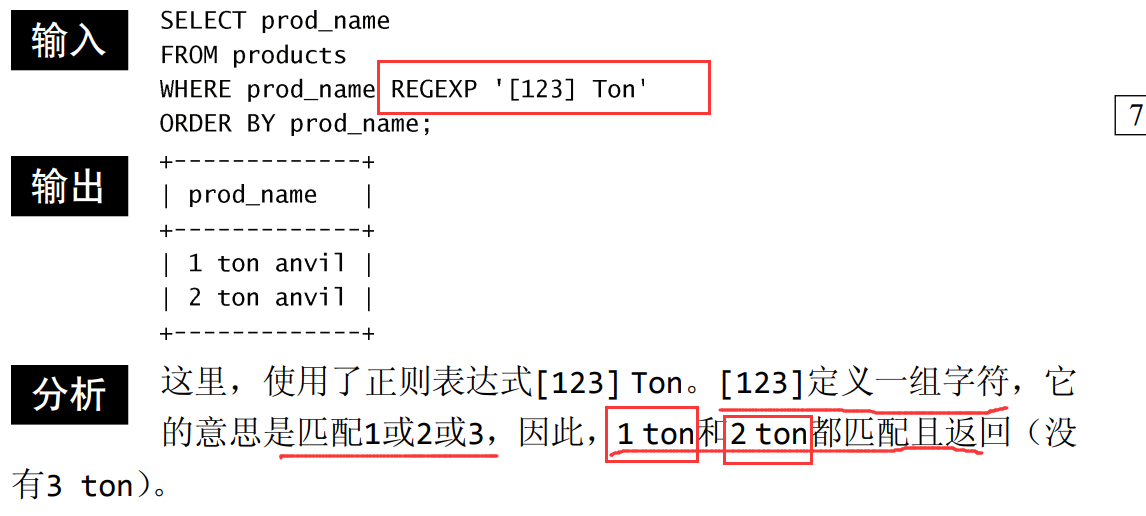 输入
SELECT prod_name
FROM products
WHERE prod_name REGEXP '[123] Ton'
ORDER BY prod_name;
7
输出
+-------------+
| prod_name   |
+-------------+
| 1 ton anvil |
| 2 ton anvil |
+-------------+
分析
这里，使用了正则表达式[123] Ton。[123]定义一组字符，它
的意思是匹配1或2或3，因此，1 ton和2 ton都匹配且返回（没
有3 ton）。